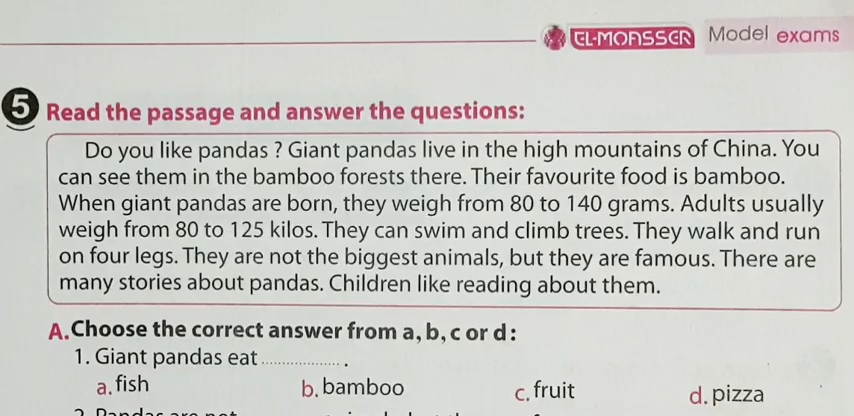 EL-MOASSER Model exams
5 Read the passage and answer the questions:
Do you like pandas ? Giant pandas live in the high mountains of China. You
can see them in the bamboo forests there. Their favourite food is bamboo.
When giant pandas are born, they weigh from 80 to 140 grams. Adults usually
weigh from 80 to 125 kilos. They can swim and climb trees. They walk and run
on four legs. They are not the biggest animals, but they are famous. There are
many stories about pandas. Children like reading about them.
A. Choose the correct answer from a, b, c or d :
1. Giant pandas eat .................... .
a. fish b. bamboo c. fruit d. pizza
2. Pandas are not